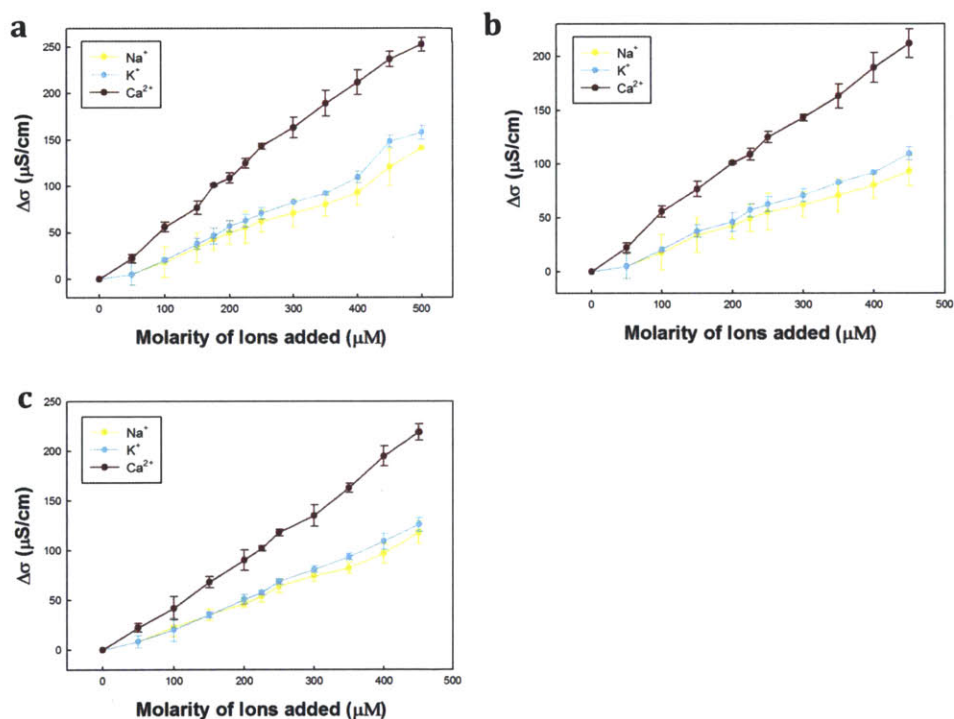 a
250
200
150
100
50
0
Δσ (μS/cm)
Na⁺
K⁺
Ca²⁺
0 100 200 300 400 500
Molarity of Ions added (μM)
b
200
150
100
50
0
Δσ (μS/cm)
Na⁺
K⁺
Ca²⁺
0 100 200 300 400 500
Molarity of Ions added (μM)
c
250
200
150
100
50
0
Δσ (μS/cm)
Na⁺
K⁺
Ca²⁺
0 100 200 300 400 500
Molarity of Ions added (μM)